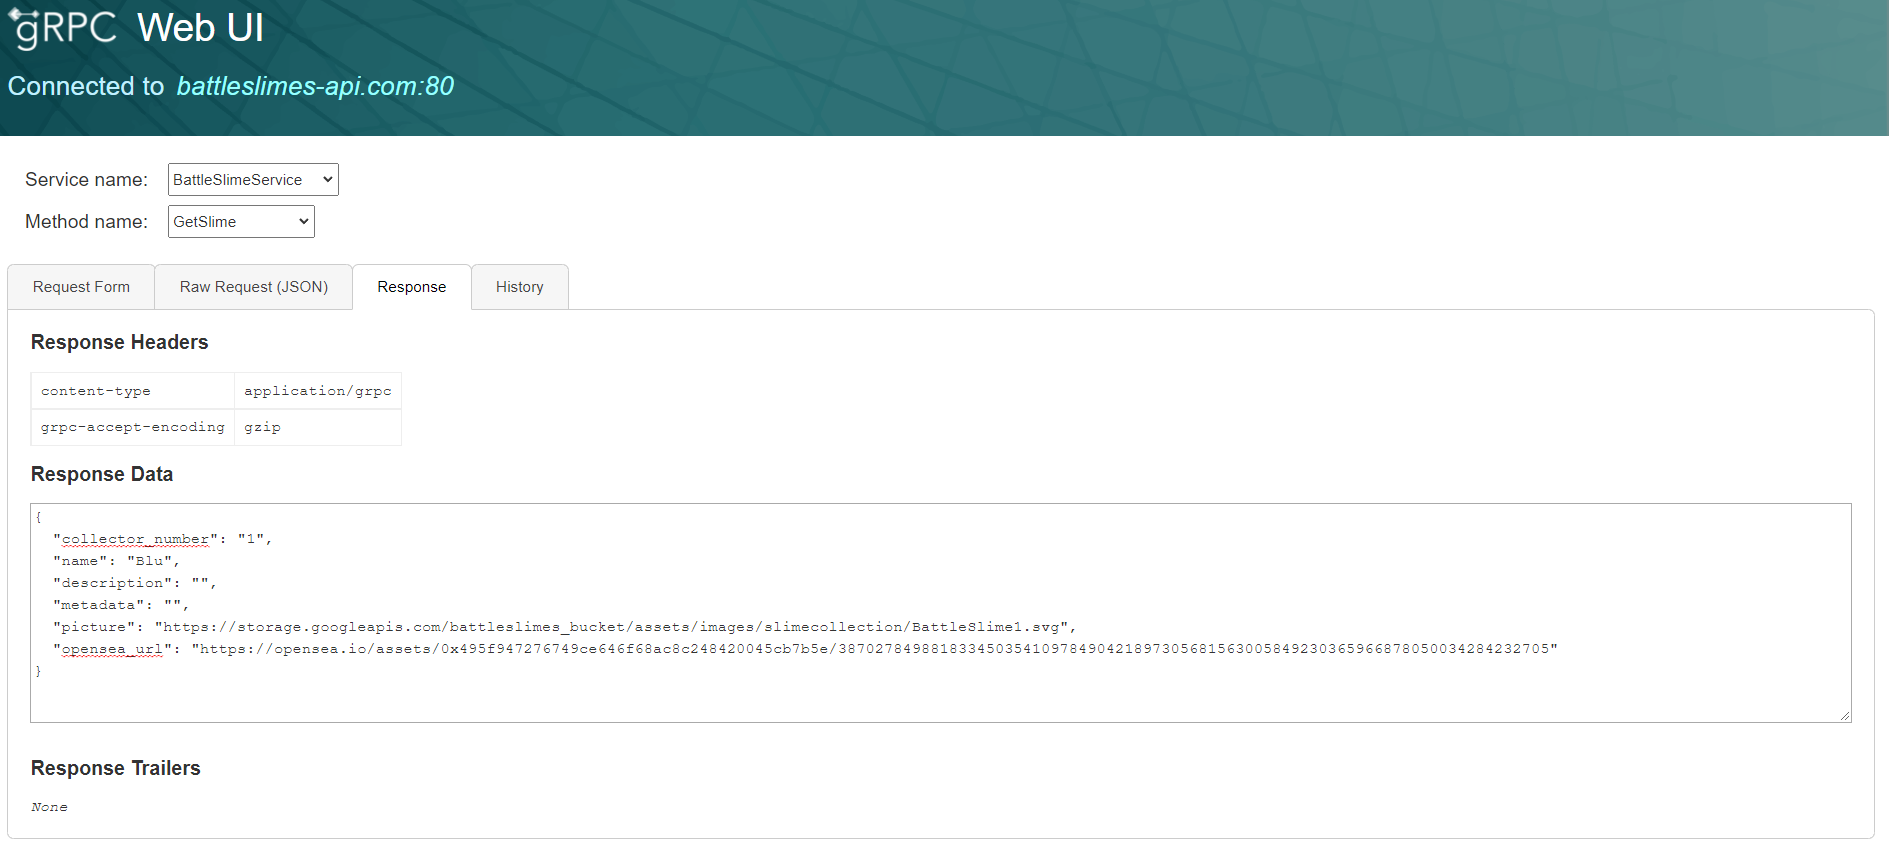 gRPC Web UI
Connected to battleslimes-api.com:80
Service name: BattleSlimeService
Method name: GetSlime
Request Form Raw Request (JSON) Response History
Response Headers
content-type application/grpc
grpc-accept-encoding gzip
Response Data
{
"collector_number": "1",
"name": "Blu",
"description": "",
"metadata": "",
"picture": "https://storage.googleapis.com/battleslimes_bucket/assets/images/slimecollection/BattleSlime1.svg",
"opensea_url": "https://opensea.io/assets/0x495f947276749ce646f68ac8c248420045cb7b5e/38702784988183345035410978490421897305681563005849230365966878050034284232705"
}
Response Trailers
None